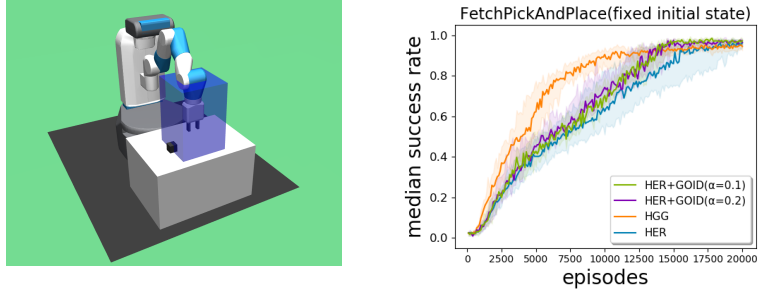 FetchPickAndPlace(fixed initial state)
median success rate
1.0
0.8
0.6
0.4
0.2
0.0
HER+GOID(α=0.1)
HER+GOID(α=0.2)
HGG
HER
0 2500 5000 7500 10000 12500 15000 17500 20000
episodes